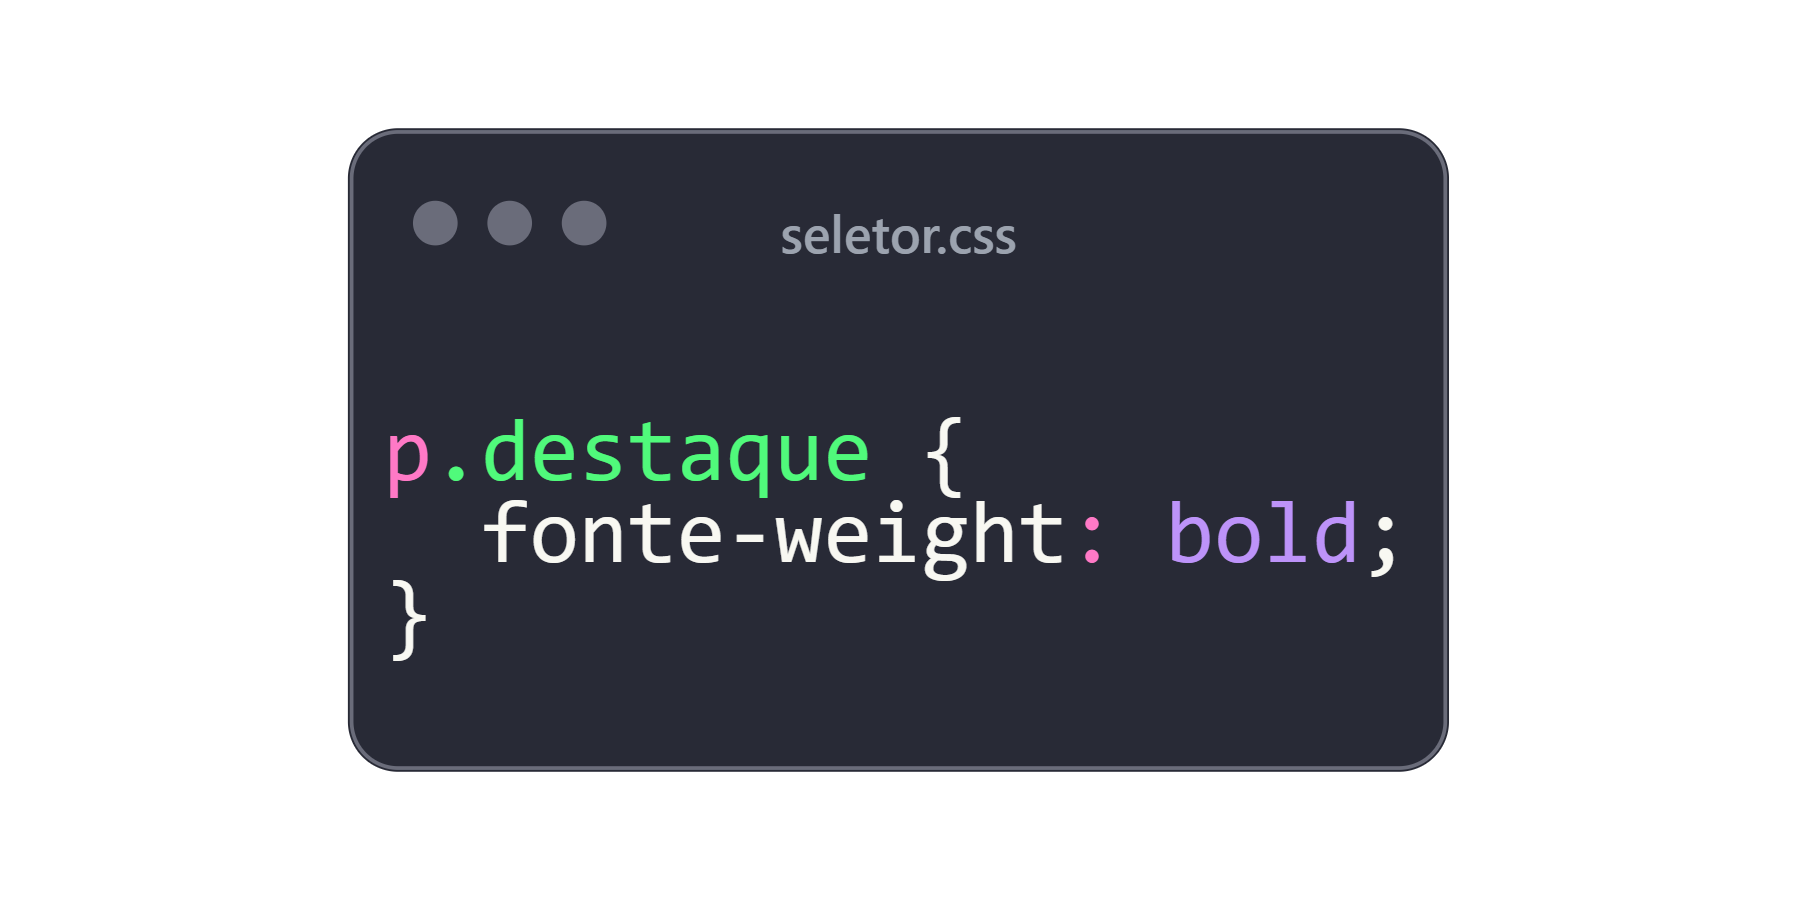 seletor.css
p.destaque {
  fonte-weight: bold;
}